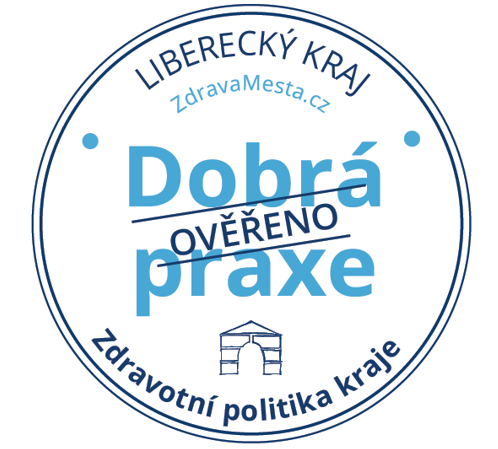 LIBERECKÝ KRAJ
ZdravaMesta.cz
Dobrá
OVĚŘENO
praxe
Zdravotní politika kraje